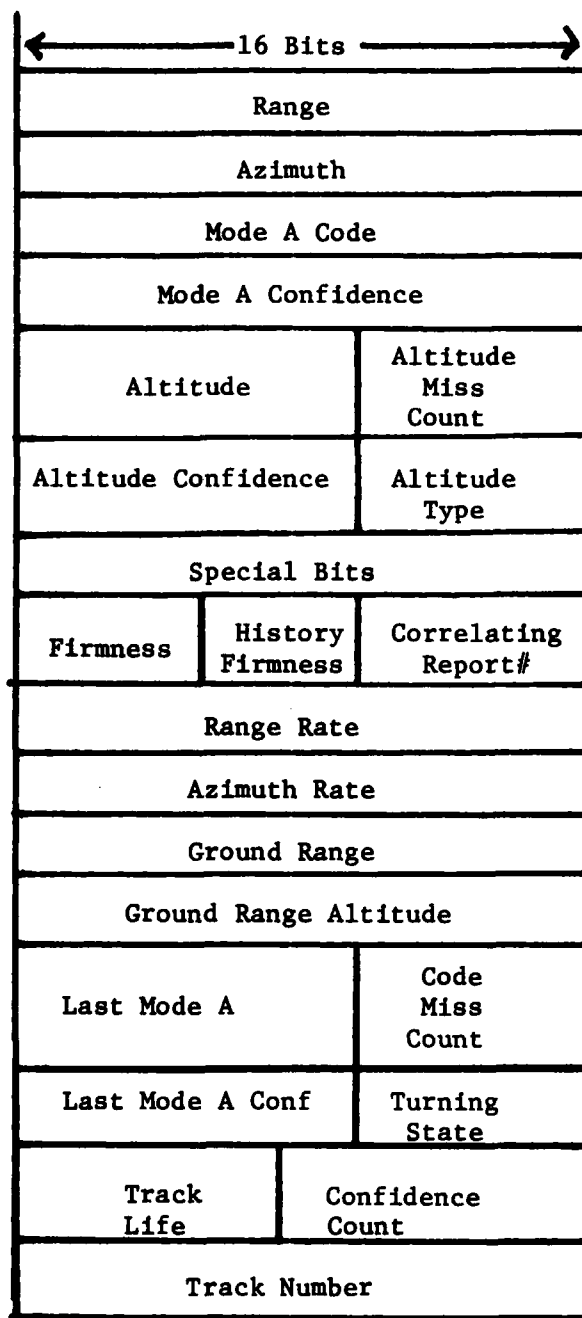 16 Bits
Range
Azimuth
Mode A Code
Mode A Confidence
Altitude
Altitude
Miss
Count
Altitude Confidence
Altitude
Type
Special Bits
Firmness
History
Firmness
Correlating
Report#
Range Rate
Azimuth Rate
Ground Range
Ground Range Altitude
Last Mode A
Code
Miss
Count
Last Mode A Conf
Turning
State
Track
Life
Confidence
Count
Track Number